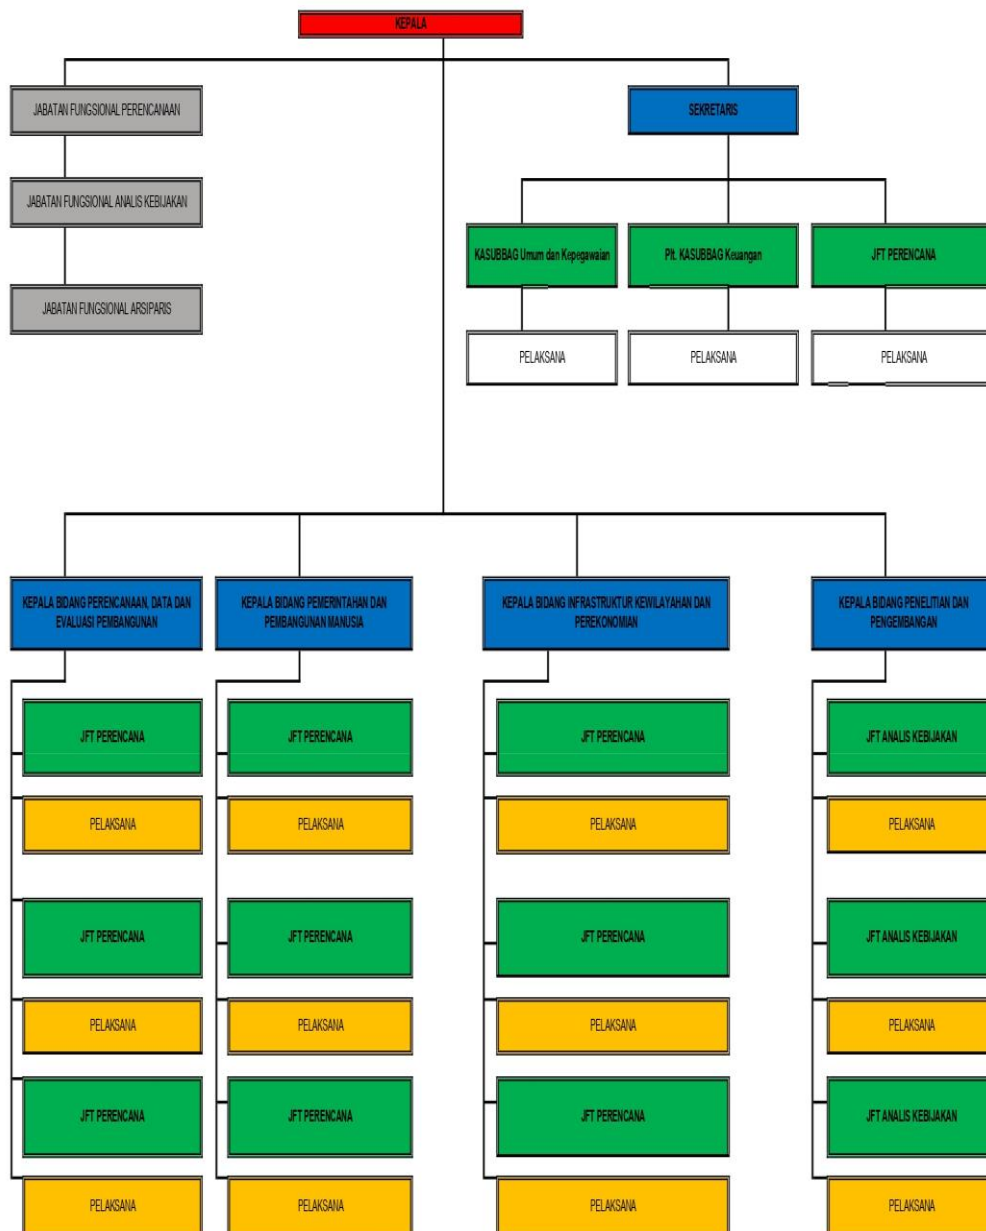 KEPALA
JABATAN FUNGSIONAL PERENCANAAN
SEKRETARIS
JABATAN FUNGSIONAL ANALIS KEBIJAKAN
KASUBBAG Umum dan Kepegawaian
Plt. KASUBBAG Keuangan
JFT PERENCANA
JABATAN FUNGSIONAL ARSIPARIS
PELAKSANA
PELAKSANA
PELAKSANA
KEPALA BIDANG PERENCANAAN, DATA DAN
EVALUASI PEMBANGUNAN
KEPALA BIDANG PEMERINTAHAN DAN
PEMBANGUNAN MANUSIA
KEPALA BIDANG INFRASTRUKTUR KEWILAYAHAN DAN
PEREKONOMIAN
KEPALA BIDANG PENELITIAN DAN
PENGEMBANGAN
JFT PERENCANA
JFT PERENCANA
JFT PERENCANA
JFT ANALIS KEBIJAKAN
PELAKSANA
PELAKSANA
PELAKSANA
PELAKSANA
JFT PERENCANA
JFT PERENCANA
JFT PERENCANA
JFT ANALIS KEBIJAKAN
PELAKSANA
PELAKSANA
PELAKSANA
PELAKSANA
JFT PERENCANA
JFT PERENCANA
JFT PERENCANA
JFT ANALIS KEBIJAKAN
PELAKSANA
PELAKSANA
PELAKSANA
PELAKSANA